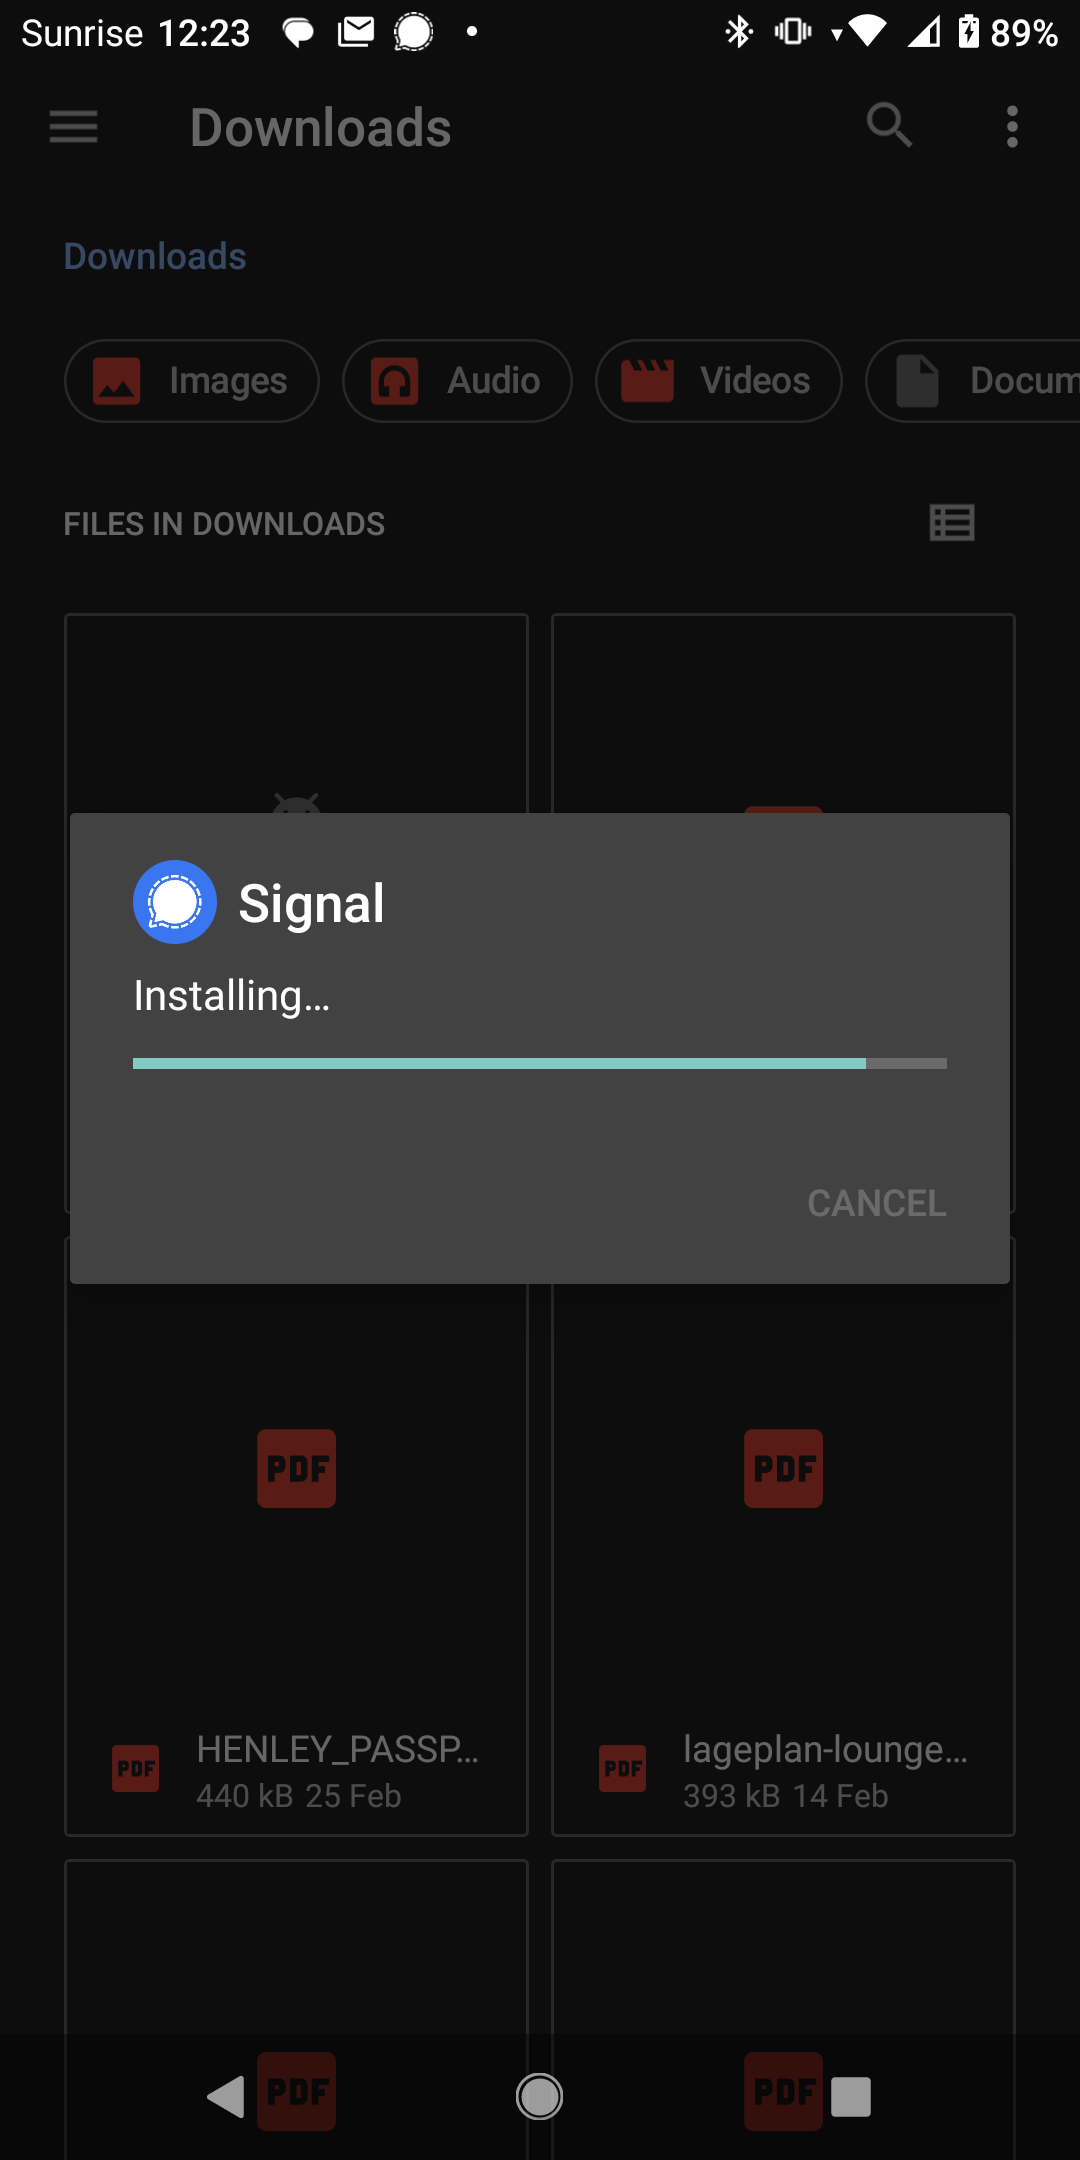 Sunrise 12:23 89%
Downloads
Downloads
Images Audio Videos Docum
FILES IN DOWNLOADS
Signal
Installing…
CANCEL
PDF PDF
PDF HENLEY_PASSP… PDF lageplan-lounge…
440 kB 25 Feb 393 kB 14 Feb
PDF PDF